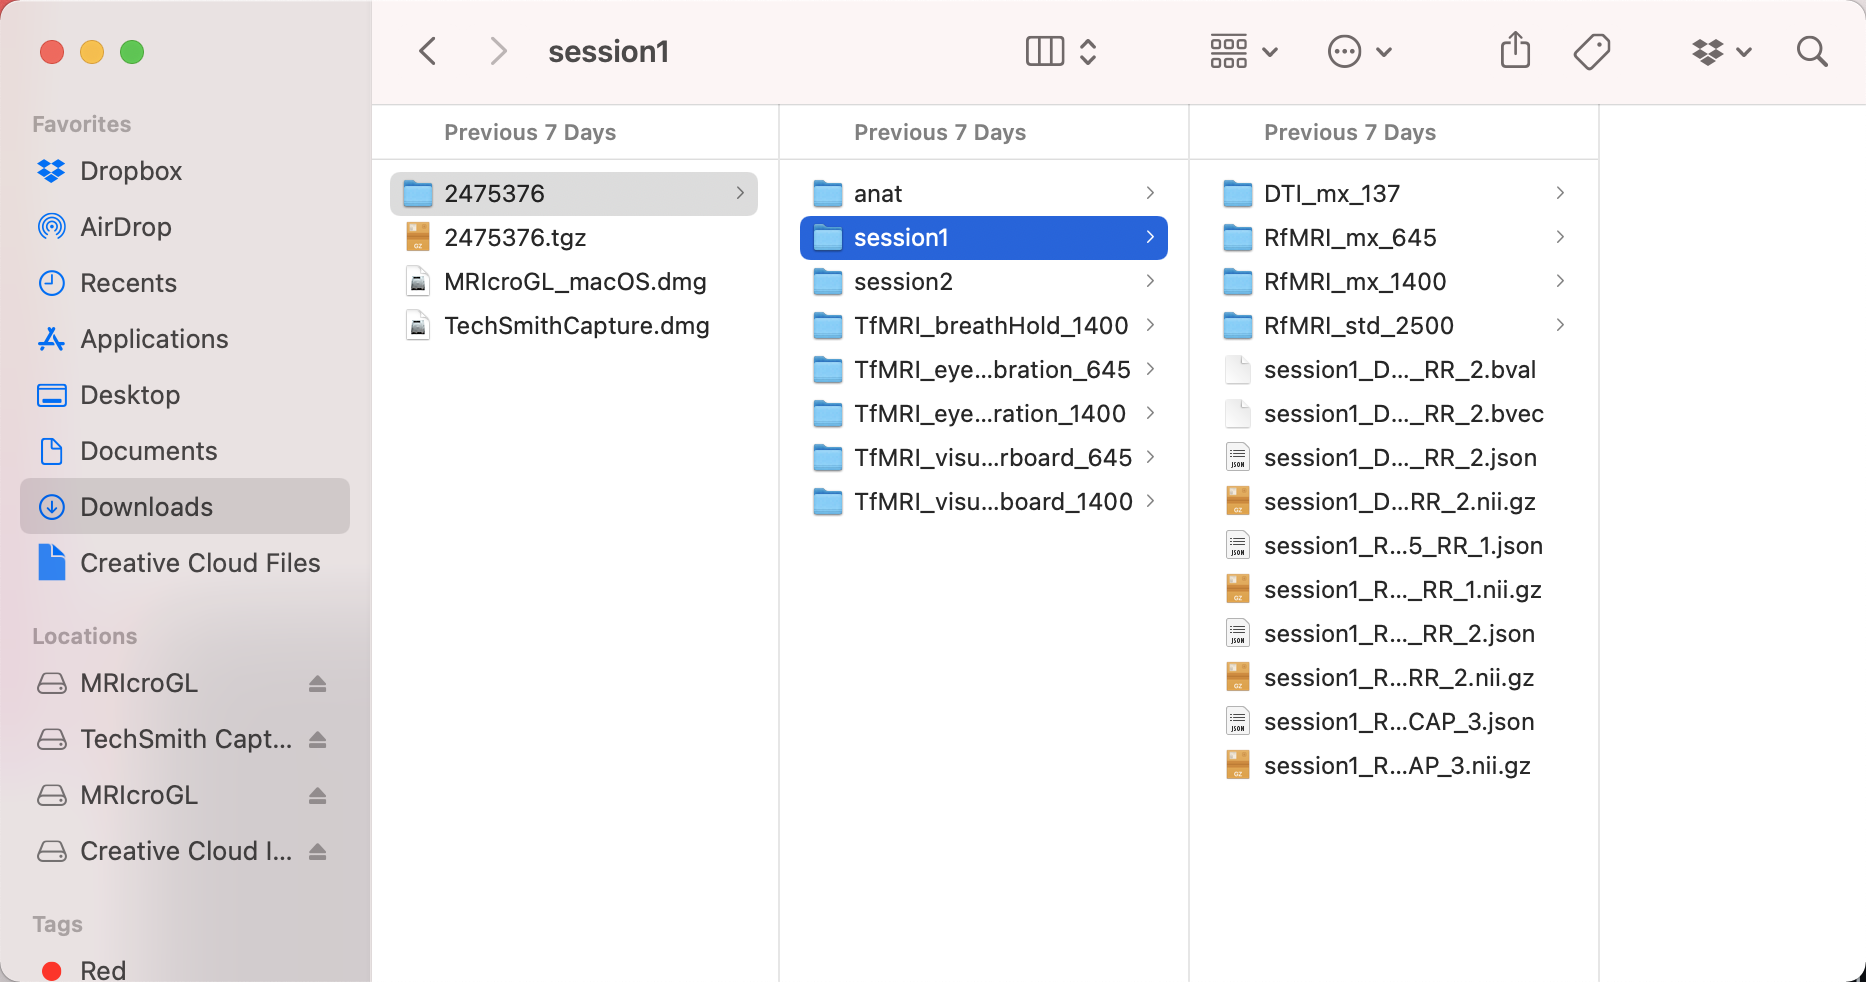 session1
Favorites
Dropbox
AirDrop
Recents
Applications
Desktop
Documents
Downloads
Creative Cloud Files
Locations
MRIcroGL
TechSmith Capt...
MRIcroGL
Creative Cloud I...
Tags
Red
Previous 7 Days
2475376
2475376.tgz
MRIcroGL_macOS.dmg
TechSmithCapture.dmg
Previous 7 Days
anat
session1
session2
TfMRI_breathHold_1400
TfMRI_eye...bration_645
TfMRI_eye...ration_1400
TfMRI_visu...rboard_645
TfMRI_visu...board_1400
Previous 7 Days
DTI_mx_137
RfMRI_mx_645
RfMRI_mx_1400
RfMRI_std_2500
session1_D..._RR_2.bval
session1_D..._RR_2.bvec
session1_D..._RR_2.json
session1_D...RR_2.nii.gz
session1_R...5_RR_1.json
session1_R..._RR_1.nii.gz
session1_R..._RR_2.json
session1_R...RR_2.nii.gz
session1_R...CAP_3.json
session1_R...AP_3.nii.gz